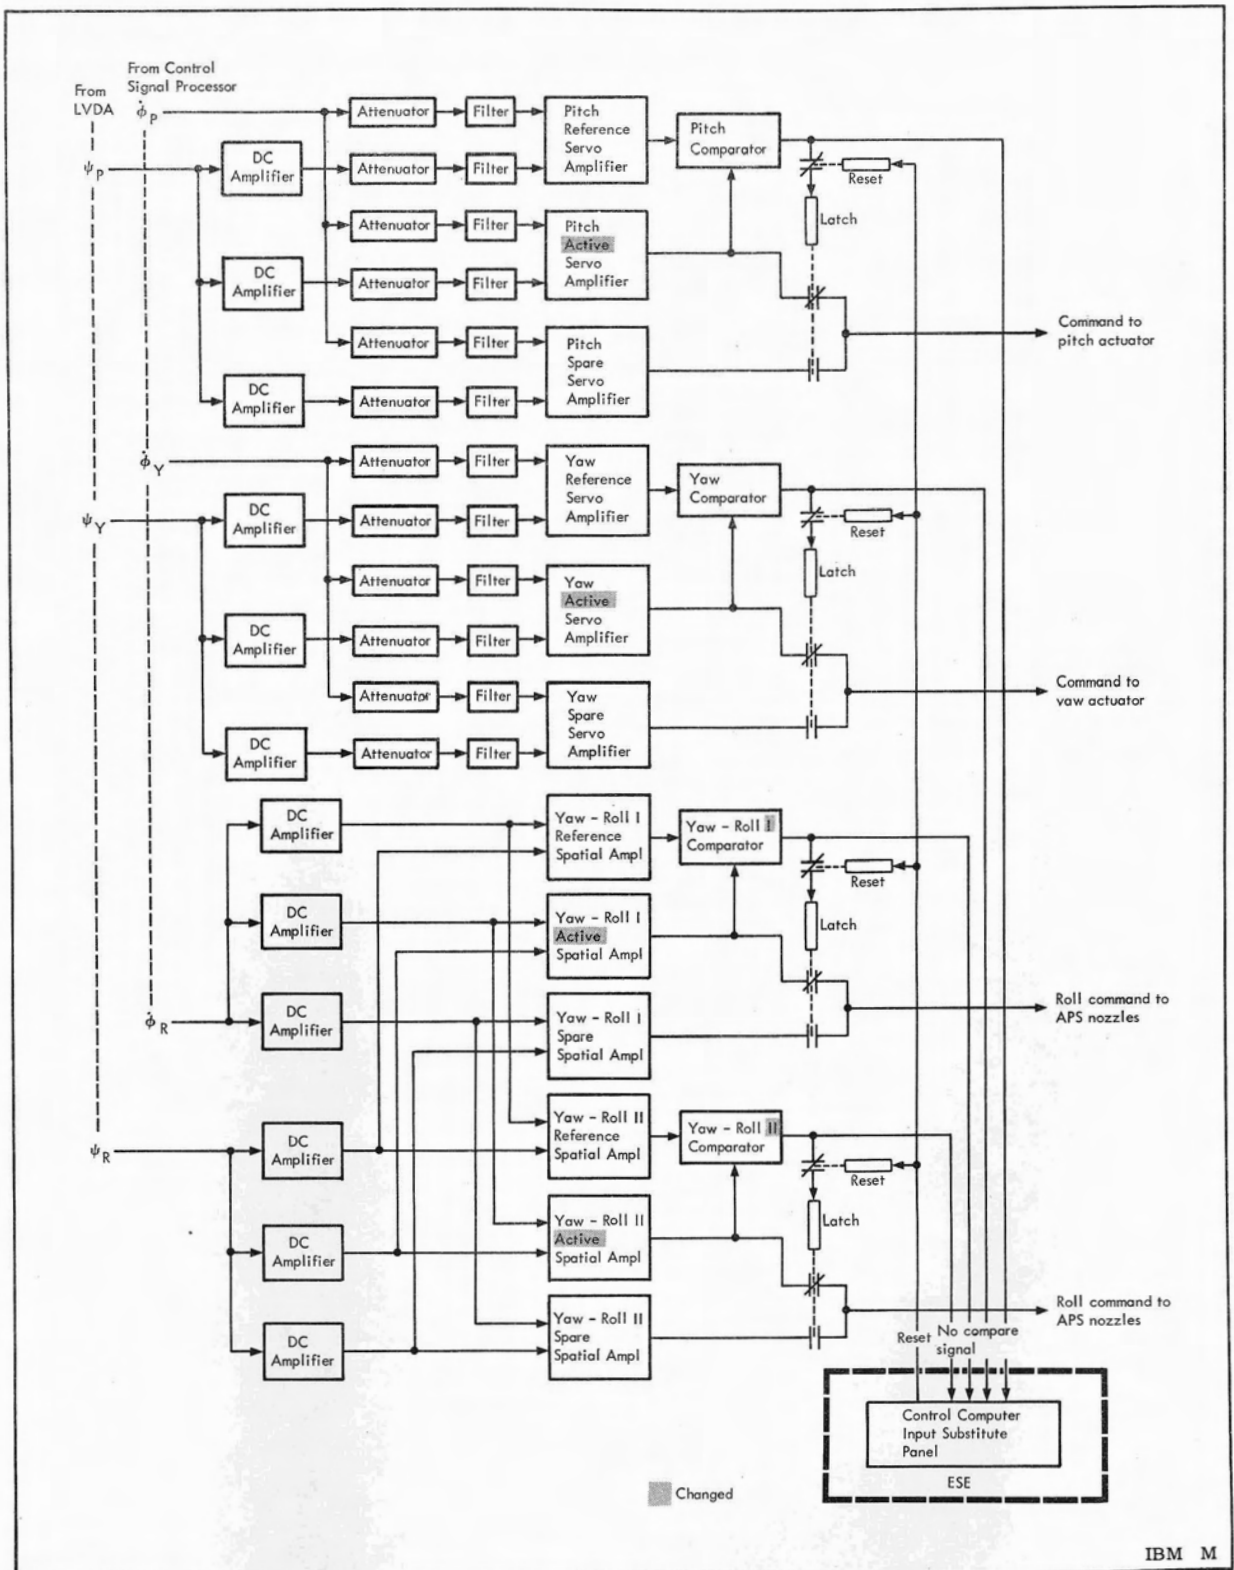 From Control
Signal Processor
From
LVDA
ϕ̇P
ψP
DC
Amplifier
DC
Amplifier
DC
Amplifier
Attenuator
Filter
Attenuator
Filter
Attenuator
Filter
Attenuator
Filter
Attenuator
Filter
Attenuator
Filter
Pitch
Reference
Servo
Amplifier
Pitch
Active
Servo
Amplifier
Pitch
Spare
Servo
Amplifier
Pitch
Comparator
Reset
Latch
Command to
pitch actuator
ϕ̇Y
ψY
DC
Amplifier
DC
Amplifier
DC
Amplifier
Attenuator
Filter
Attenuator
Filter
Attenuator
Filter
Attenuator
Filter
Attenuator
Filter
Attenuator
Filter
Yaw
Reference
Servo
Amplifier
Yaw
Active
Servo
Amplifier
Yaw
Spare
Servo
Amplifier
Yaw
Comparator
Reset
Latch
Command to
vaw actuator
DC
Amplifier
DC
Amplifier
ϕ̇R
DC
Amplifier
Yaw - Roll I
Reference
Spatial Ampl
Yaw - Roll I
Active
Spatial Ampl
Yaw - Roll I
Spare
Spatial Ampl
Yaw - Roll I
Comparator
Reset
Latch
Roll command to
APS nozzles
ψR
DC
Amplifier
DC
Amplifier
DC
Amplifier
Yaw - Roll II
Reference
Spatial Ampl
Yaw - Roll II
Active
Spatial Ampl
Yaw - Roll II
Spare
Spatial Ampl
Yaw - Roll II
Comparator
Reset
Latch
Roll command to
APS nozzles
Reset
No compare
signal
Control Computer
Input Substitute
Panel
ESE
Changed
IBM M